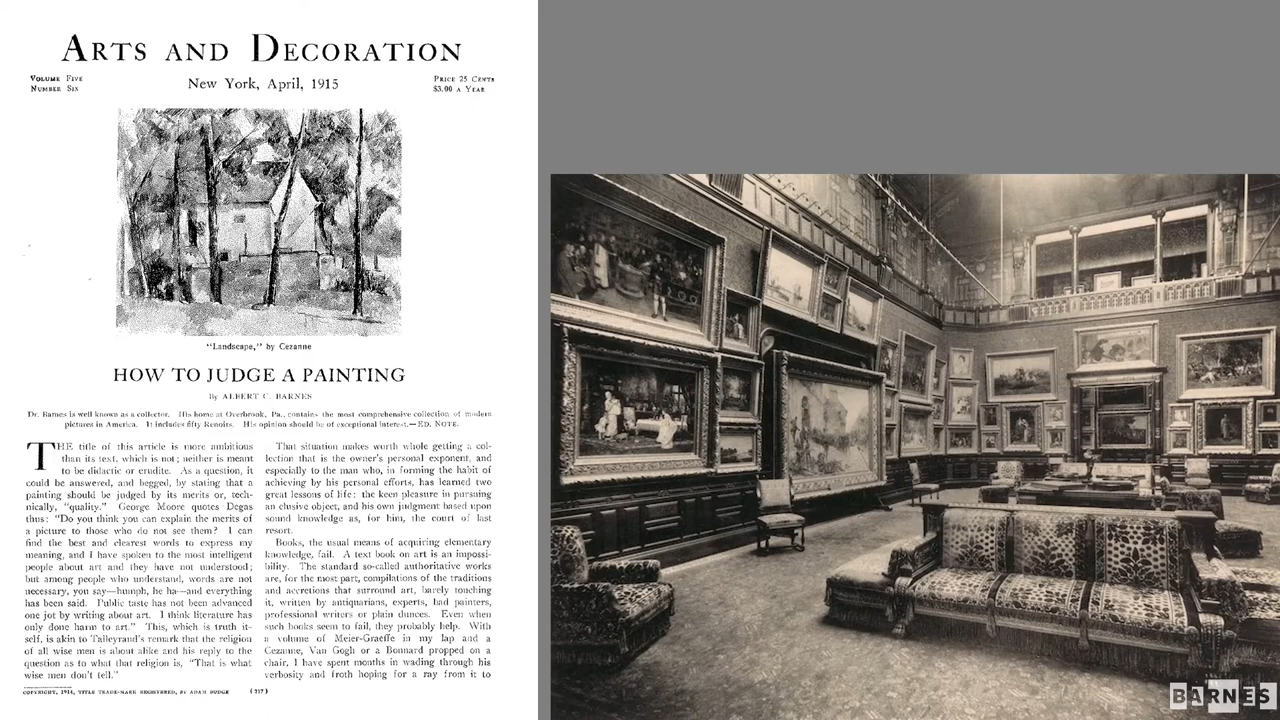 ARTS AND DECORATION
VOLUME FIVE
NUMBER SIX
New York, April, 1915
PRICE 25 CENTS
$3.00 A YEAR
"Landscape," by Cezanne
HOW TO JUDGE A PAINTING
By ALBERT C. BARNES
Dr. Barnes is well known as a collector. His home at Overbrook, Pa., contains the most comprehensive collection of modern
pictures in America. It includes fifty Renoirs. His opinion should be of exceptional interest.—ED. NOTE.
THE title of this article is more ambitious
than its text, which is not; neither is meant
to be didactic or erudite. As a question, it
could be answered, and begged, by stating that a
painting should be judged by its merits or, tech-
nically, "quality." George Moore quotes Degas
thus: "Do you think you can explain the merits of
a picture to those who do not see them? I can
find the best and clearest words to express my
meaning, and I have spoken to the most intelligent
people about art and they have not understood;
but among people who understand, words are not
necessary, you say—humph, he ha—and everything
has been said. Public taste has not been advanced
one jot by writing about art. I think literature has
only done harm to art." This, which is truth it-
self, is akin to Talleyrand's remark that the religion
of all wise men is about alike and his reply to the
question as to what that religion is, "That is what
wise men don't tell."
That situation makes worth whole getting a col-
lection that is the owner's personal exponent, and
especially to the man who, in forming the habit of
achieving by his personal efforts, has learned two
great lessons of life: the keen pleasure in pursuing
an elusive object, and his own judgment based upon
sound knowledge as, for him, the court of last
resort.
Books, the usual means of acquiring elementary
knowledge, fail. A text book on art is an impossi-
bility. The standard so-called authoritative works
are, for the most part, compilations of the traditions
and accretions that surround art, barely touching
it, written by antiquarians, experts, bad painters,
professional writers or plain dunces. Even when
such books seem to fail, they probably help. With
a volume of Meier-Graeffe in my lap and a
Cezanne, Van Gogh or a Bonnard propped on a
chair, I have spent months in wading through his
verbosity and froth hoping for a ray from it to
COPYRIGHT, 1914, TITLE TRADE-MARK REGISTERED, BY ADAM BUDGE
(217)
BARNES